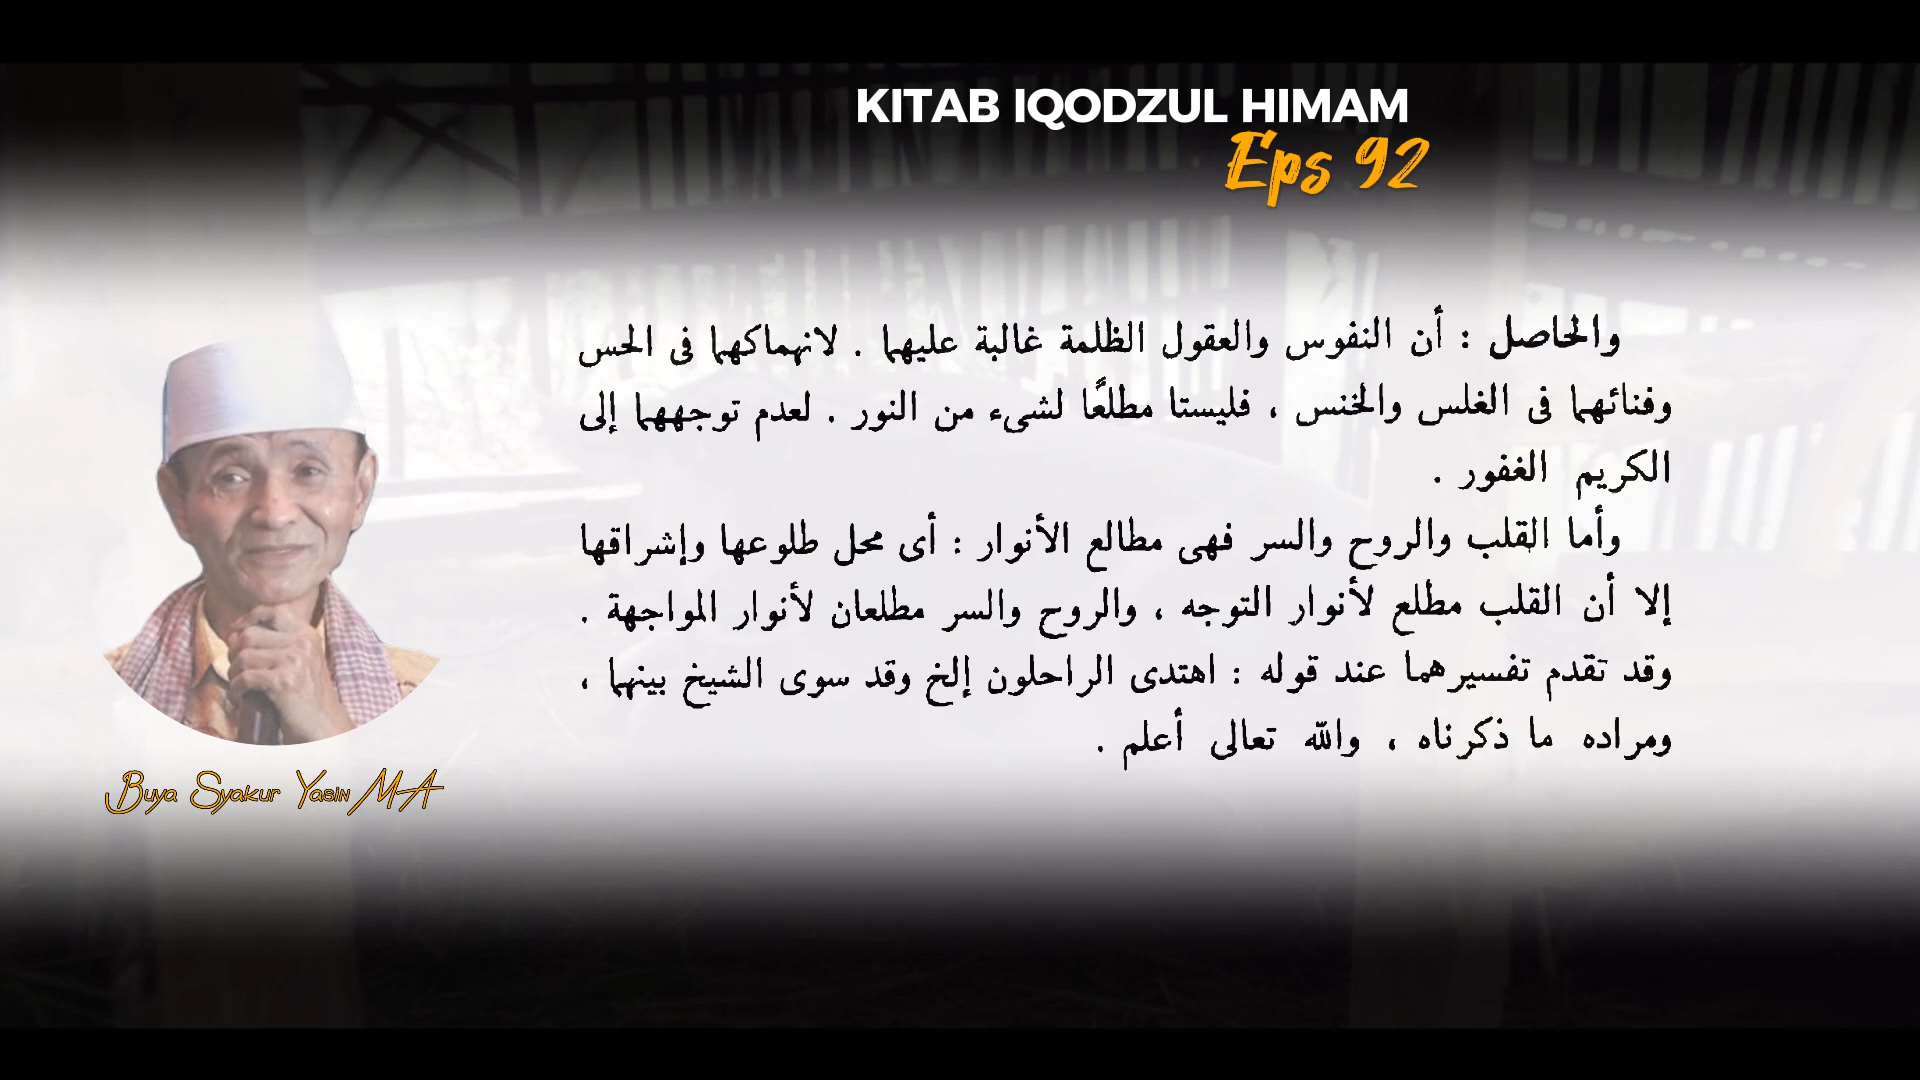 KITAB IQODZUL HIMAM
Eps 92
والحاصل : أن النفوس والعقول الظلمة غالبة عليهما . لانهماكهما فى الحس
وفنائهما فى الغلس والخنس ، فليستا مطلعًا لشىء من النور . لعدم توجههما إلى
الكريم الغفور .
وأما القلب والروح والسر فهى مطالع الأنوار : أى محل طلوعها وإشراقها
إلا أن القلب مطلع لأنوار التوجه ، والروح والسر مطلعان لأنوار المواجهة .
وقد تقدم تفسيرهما عند قوله : اهتدى الراحلون إلخ وقد سوى الشيخ بينهما ،
ومراده ما ذكرناه ، والله تعالى أعلم .
Buya Syakur Yasin MA